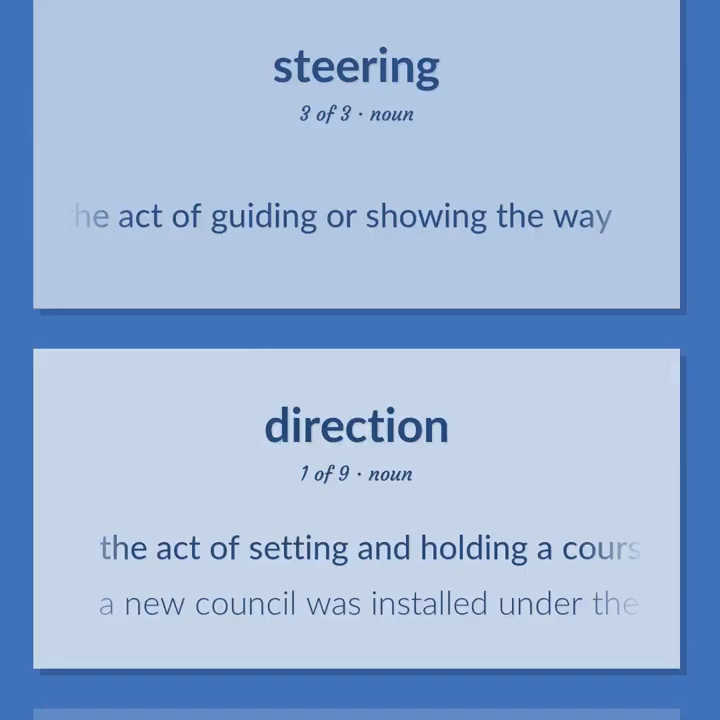 steering
3 of 3 · noun
the act of guiding or showing the way
direction
1 of 9 · noun
the act of setting and holding a cours
a new council was installed under the